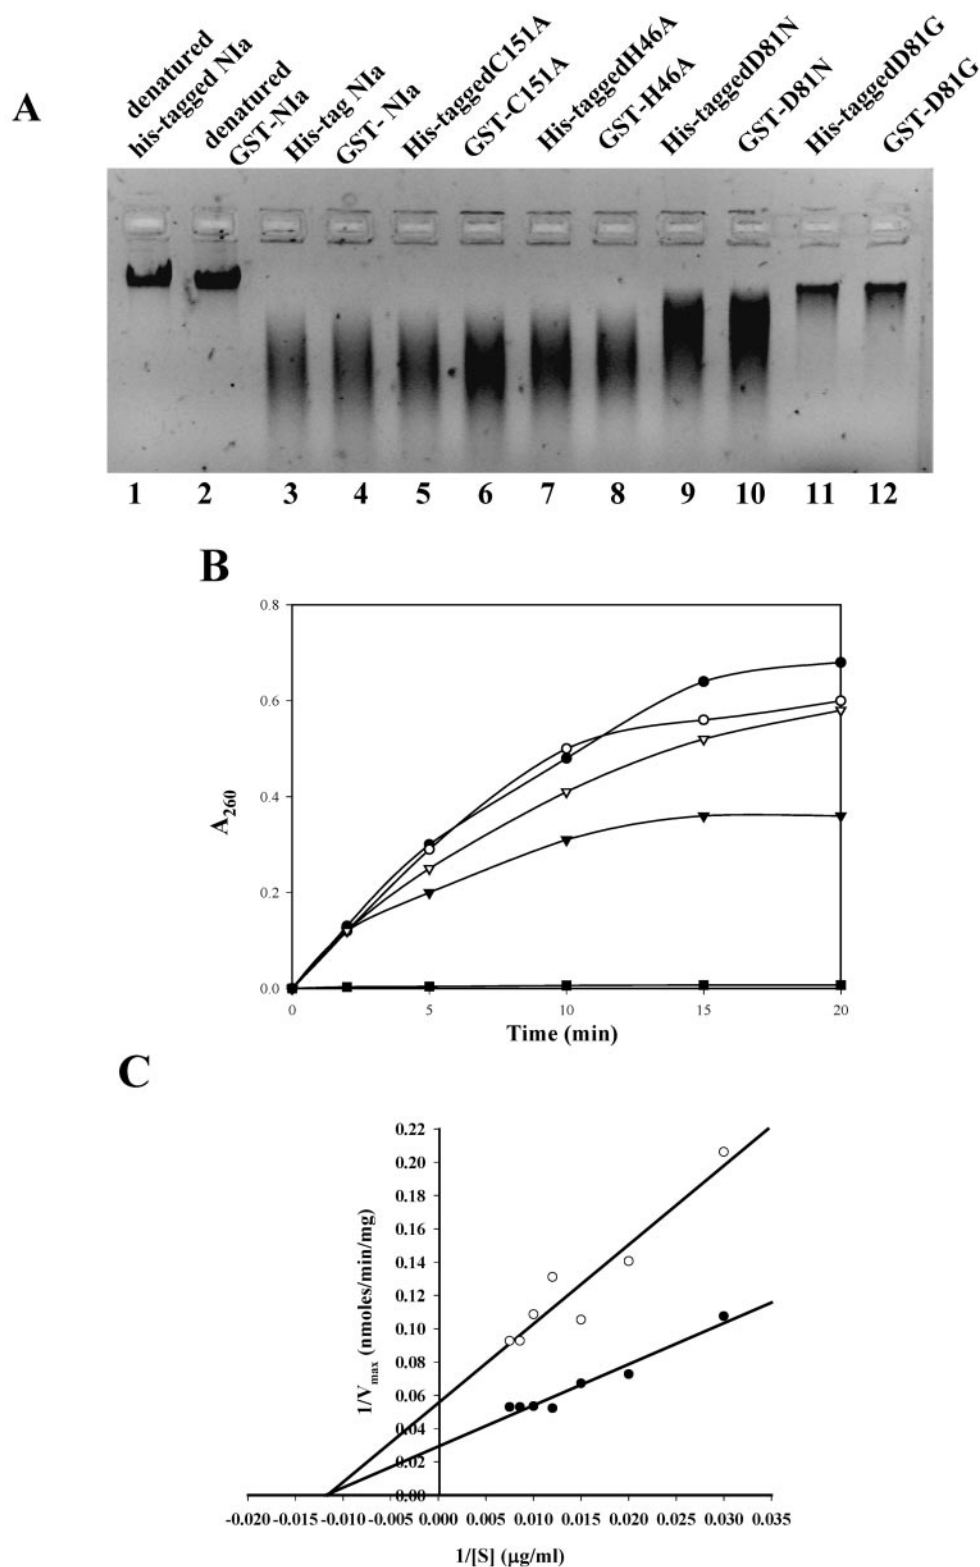 A
denatured
his-tagged NIa
denatured
GST-NIa
His-tag NIa
GST- NIa
His-taggedC151A
GST-C151A
His-taggedH46A
GST-H46A
His-taggedD81N
GST-D81N
His-taggedD81G
GST-D81G
1 2 3 4 5 6 7 8 9 10 11 12
B
0.8
0.6
0.4
0.2
0.0
A260
0 5 10 15 20
Time (min)
C
0.22
0.20
0.18
0.16
0.14
0.12
0.10
0.08
0.06
0.04
0.02
0.00
1/Vmax (nmoles/min/mg)
-0.020 -0.015 -0.010 -0.005 0.000 0.005 0.010 0.015 0.020 0.025 0.030 0.035
1/[S] (µg/ml)